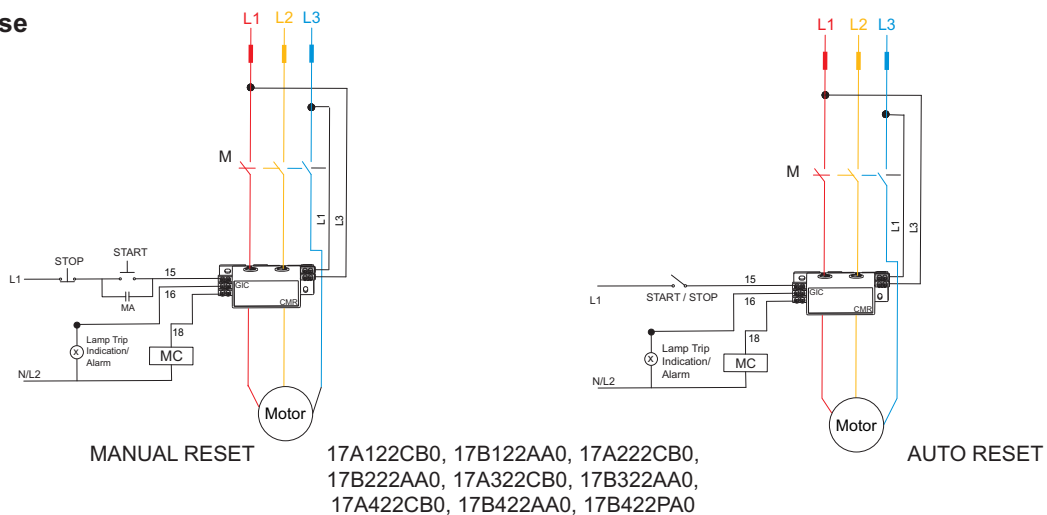 se
L1 L2 L3
M
L1
L3
STOP
START
L1
15
MA
16
GIC
CMR
18
Lamp Trip
Indication/
Alarm
X
MC
N/L2
Motor
MANUAL RESET
L1 L2 L3
M
L1
L3
15
L1
START / STOP
16
GIC
CMR
18
Lamp Trip
Indication/
Alarm
X
MC
N/L2
Motor
AUTO RESET
17A122CB0, 17B122AA0, 17A222CB0,
17B222AA0, 17A322CB0, 17B322AA0,
17A422CB0, 17B422AA0, 17B422PA0